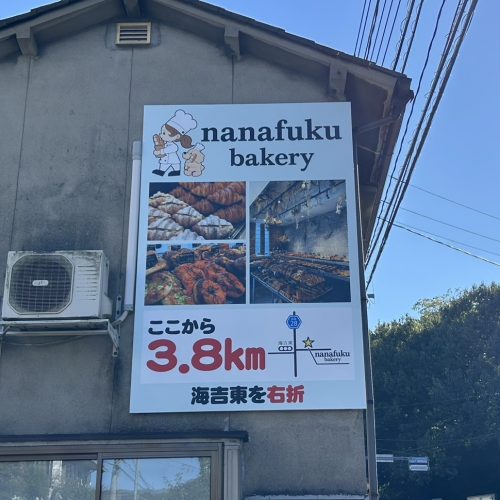 nanafuku
bakery
ここから
3.8km
28
海吉東
nanafuku
bakery
海吉東を右折